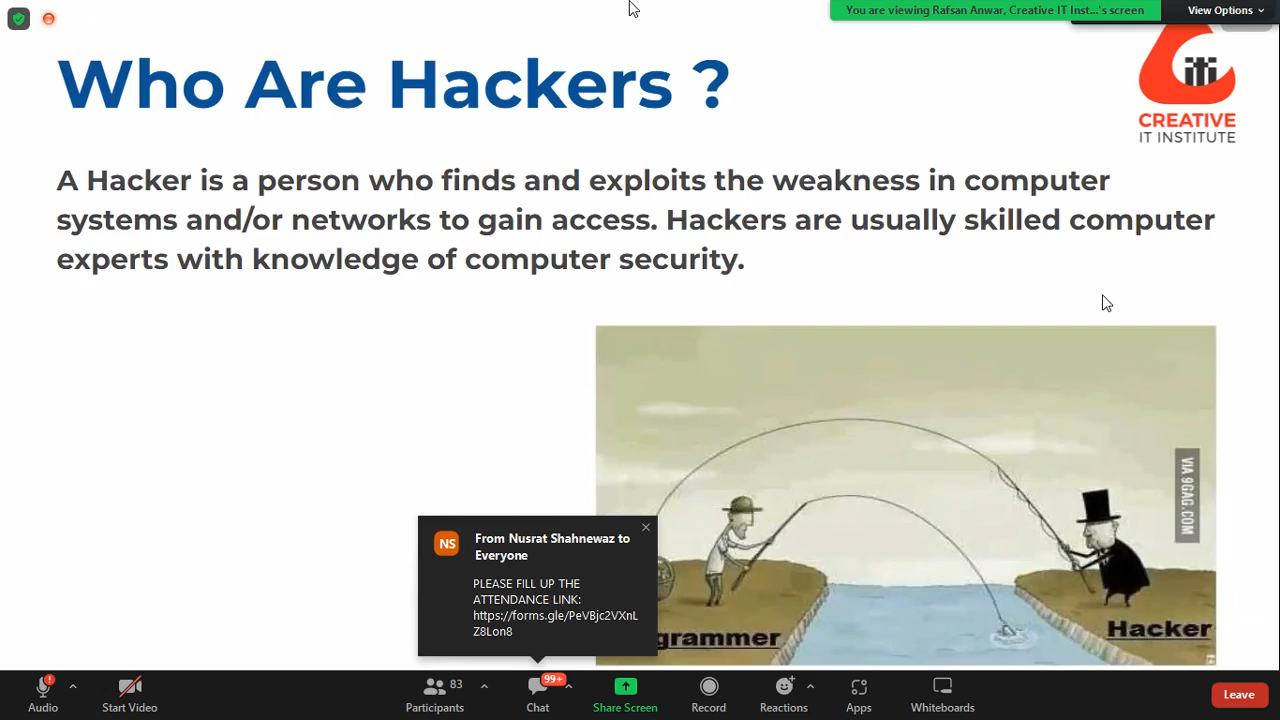 You are viewing Rafsan Anwar, Creative IT Inst...'s screen
View Options
Who Are Hackers ?
iti
CREATIVE
IT INSTITUTE
A Hacker is a person who finds and exploits the weakness in computer
systems and/or networks to gain access. Hackers are usually skilled computer
experts with knowledge of computer security.
VIA 9GAG.COM
NS
From Nusrat Shahnewaz to
Everyone
PLEASE FILL UP THE
ATTENDANCE LINK:
https://forms.gle/PeVBjc2VXnL
Z8Lon8
grammer
Hacker
Audio
Start Video
83
Participants
99+
Chat
Share Screen
Record
Reactions
Apps
Whiteboards
Leave